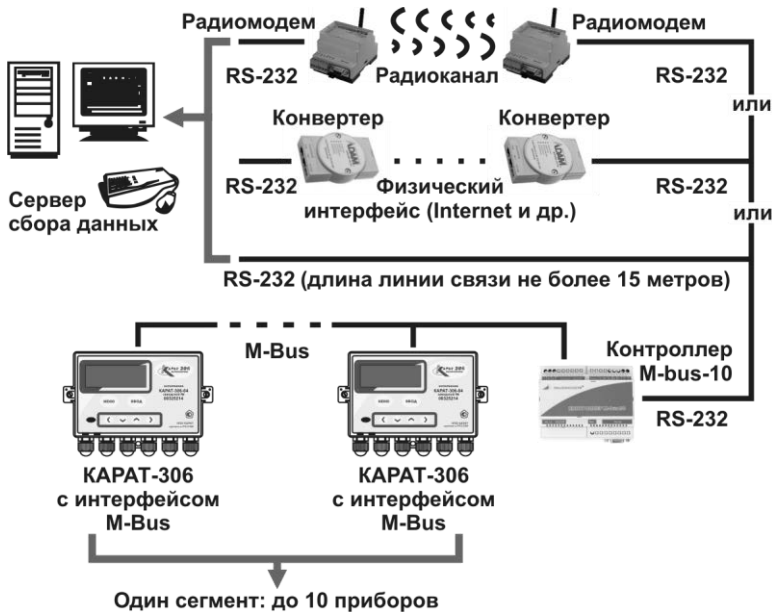 Радиомодем
Радиомодем
RS-232
Радиоканал
RS-232
или
Конвертер
Конвертер
ADAM
ADAM
RS-232
Физический
интерфейс (Internet и др.)
RS-232
или
Сервер
сбора данных
RS-232 (длина линии связи не более 15 метров)
M-Bus
Контроллер
M-bus-10
RS-232
КАРАТ-306
с интерфейсом
M-Bus
КАРАТ-306
с интерфейсом
M-Bus
Один сегмент: до 10 приборов